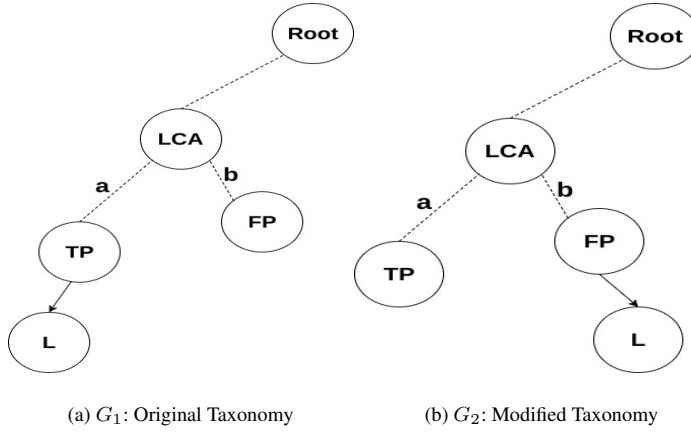 Root
LCA
a
b
FP
TP
L
(a) G₁: Original Taxonomy
Root
LCA
a
b
FP
TP
L
(b) G₂: Modified Taxonomy